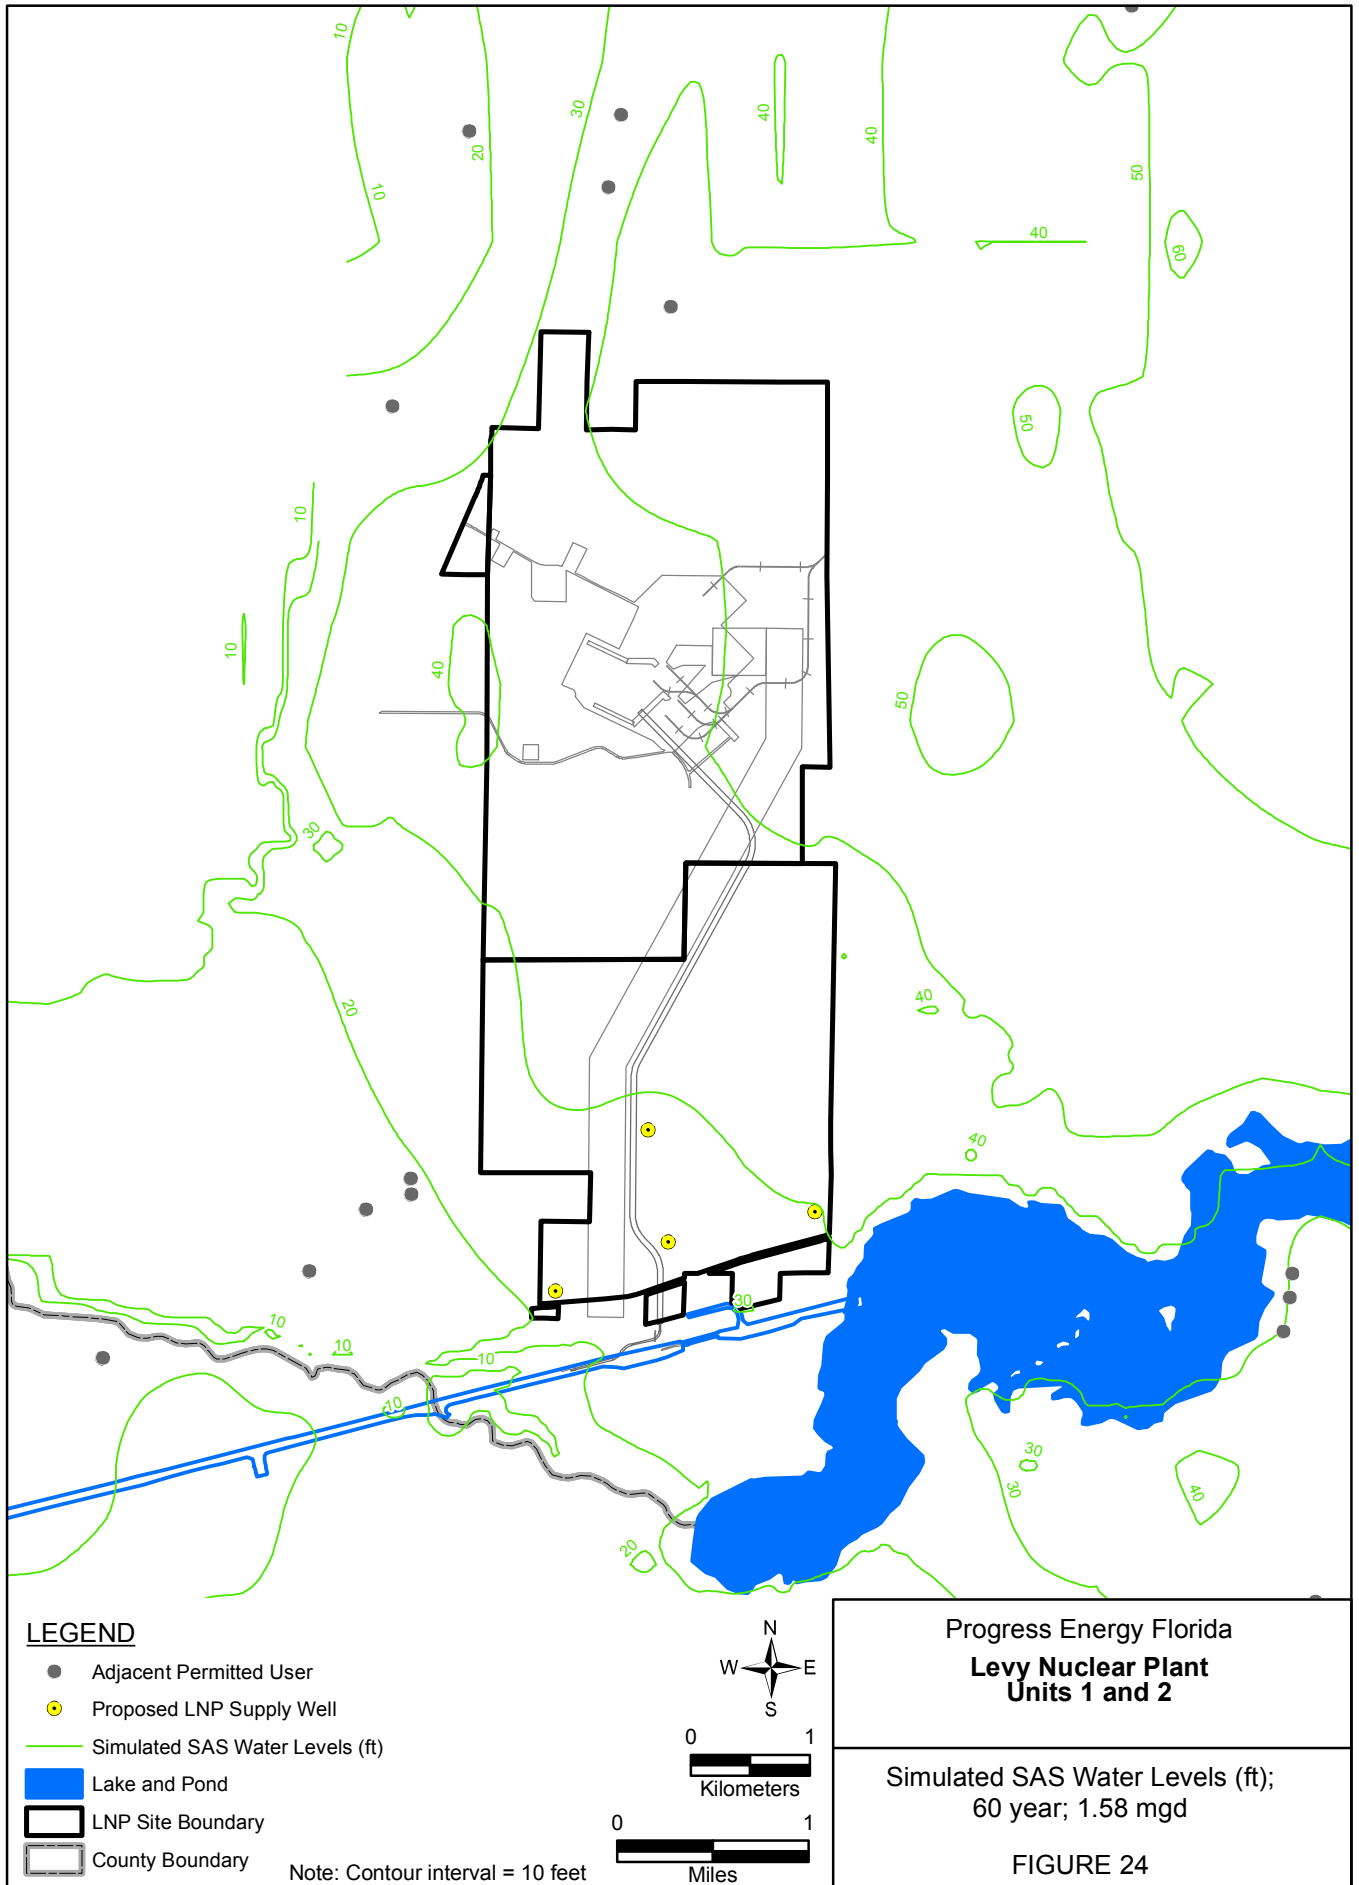 10
30
40
40
20
50
10
40
60
50
10
10
40
50
30
20
40
40
30
10
10
10
10
30
30
40
20
LEGEND
Adjacent Permitted User
Proposed LNP Supply Well
Simulated SAS Water Levels (ft)
Lake and Pond
LNP Site Boundary
County Boundary
Note: Contour interval = 10 feet
N
W E
S
0 1
Kilometers
0 1
Miles
Progress Energy Florida
Levy Nuclear Plant
Units 1 and 2
Simulated SAS Water Levels (ft);
60 year; 1.58 mgd
FIGURE 24